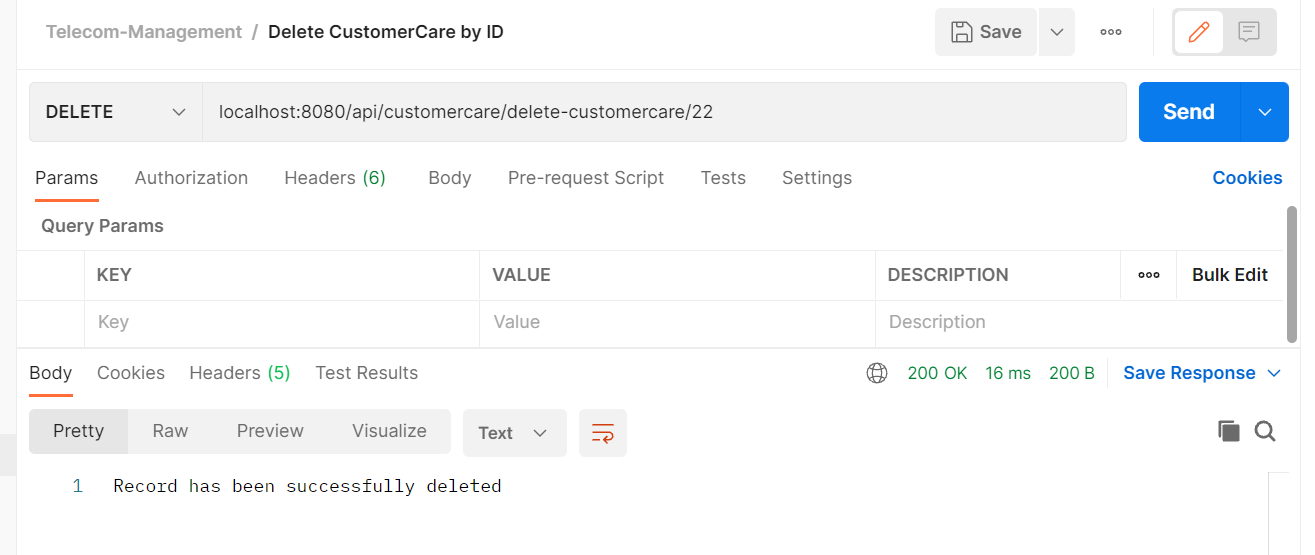 Telecom-Management / Delete CustomerCare by ID Save
DELETE localhost:8080/api/customercare/delete-customercare/22 Send
Params Authorization Headers (6) Body Pre-request Script Tests Settings Cookies
Query Params
KEY VALUE DESCRIPTION Bulk Edit
Key Value Description
Body Cookies Headers (5) Test Results 200 OK 16 ms 200 B Save Response
Pretty Raw Preview Visualize Text
1 Record has been successfully deleted